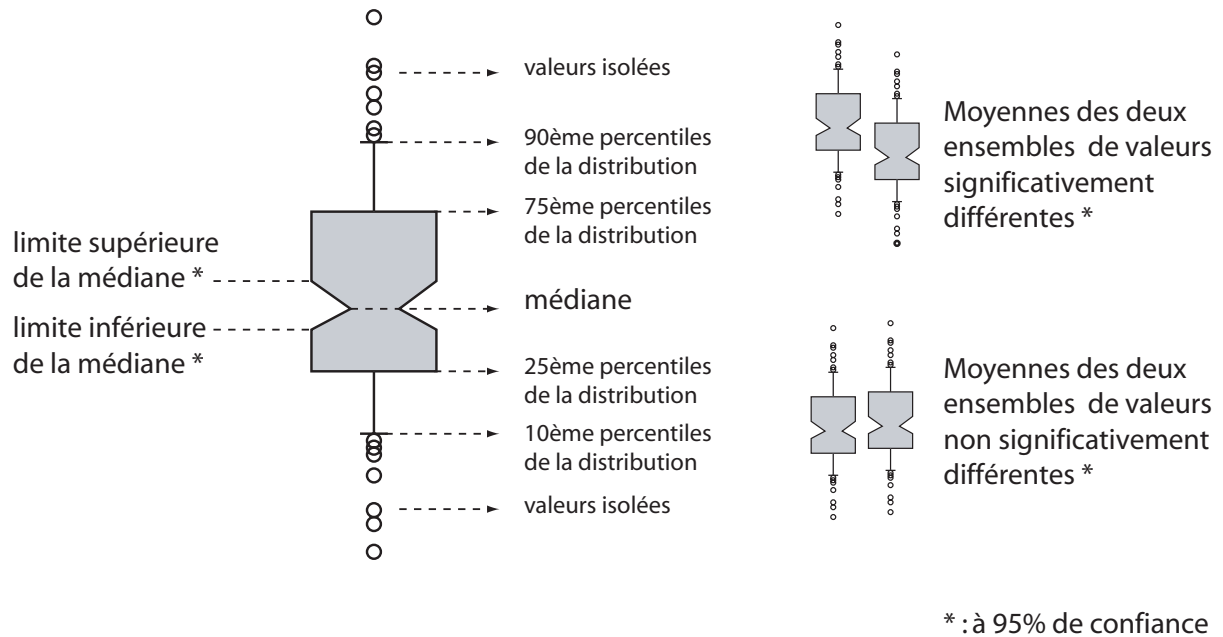 limite supérieure
de la médiane *
limite inférieure
de la médiane *
valeurs isolées
90ème percentiles
de la distribution
75ème percentiles
de la distribution
médiane
25ème percentiles
de la distribution
10ème percentiles
de la distribution
valeurs isolées
Moyennes des deux
ensembles de valeurs
significativement
différentes *
Moyennes des deux
ensembles de valeurs
non significativement
différentes *
* : à 95% de confiance